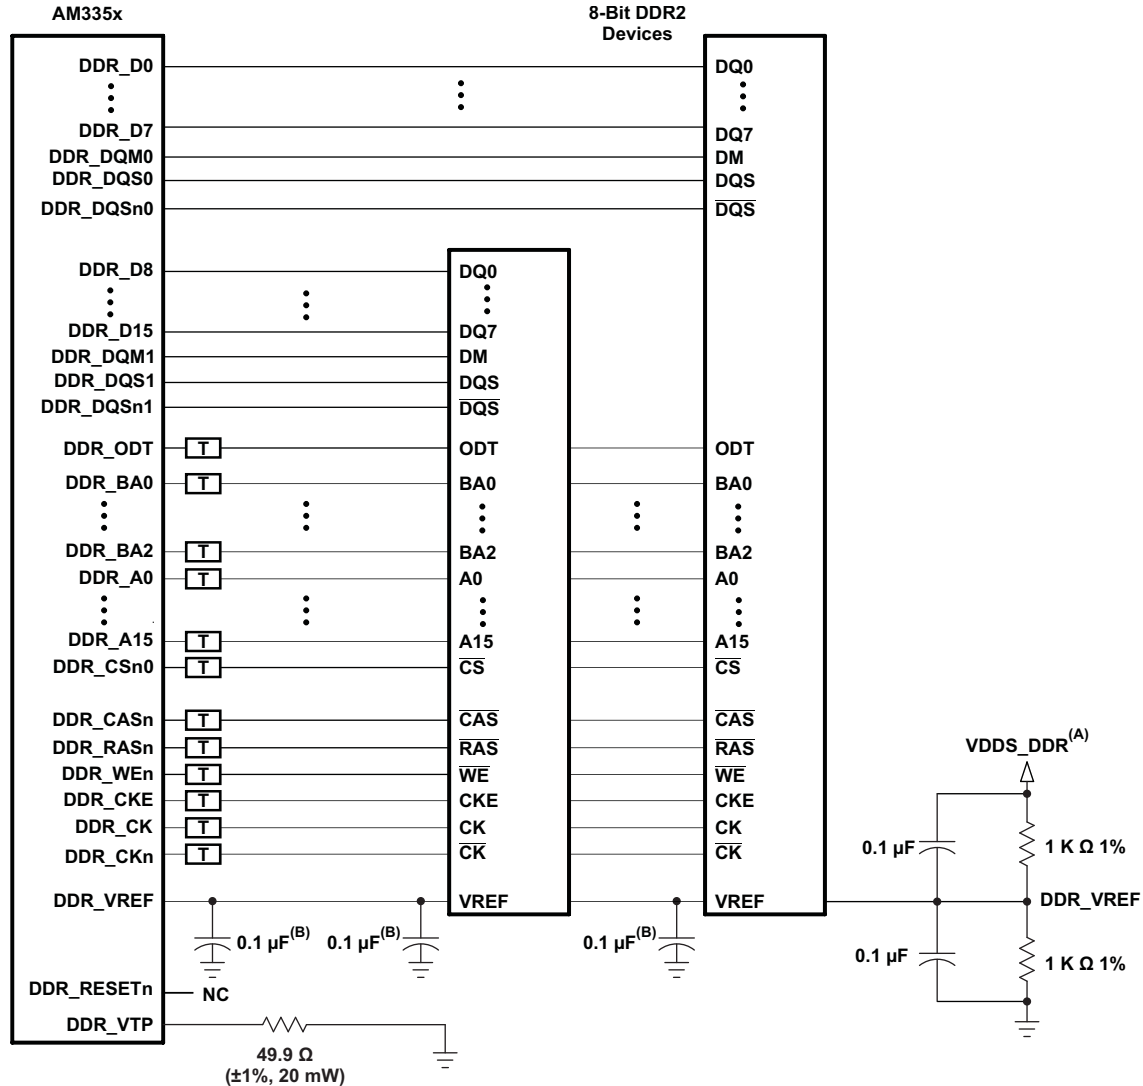 AM335x
8-Bit DDR2
Devices
DDR_D0
DQ0
DDR_D7
DQ7
DDR_DQM0
DM
DDR_DQS0
DQS
DDR_DQSn0
DQS
DDR_D8
DQ0
DDR_D15
DQ7
DDR_DQM1
DM
DDR_DQS1
DQS
DDR_DQSn1
DQS
DDR_ODT
T
ODT
ODT
DDR_BA0
T
BA0
BA0
DDR_BA2
T
BA2
BA2
DDR_A0
T
A0
A0
DDR_A15
T
A15
A15
DDR_CSn0
T
CS
CS
DDR_CASn
T
CAS
CAS
DDR_RASn
T
RAS
RAS
DDR_WEn
T
WE
WE
DDR_CKE
T
CKE
CKE
DDR_CK
T
CK
CK
DDR_CKn
T
CK
CK
VDDS_DDR(A)
0.1 µF
1 K Ω 1%
DDR_VREF
VREF
VREF
DDR_VREF
0.1 µF(B)
0.1 µF(B)
0.1 µF(B)
0.1 µF
1 K Ω 1%
DDR_RESETn
NC
DDR_VTP
49.9 Ω
(±1%, 20 mW)